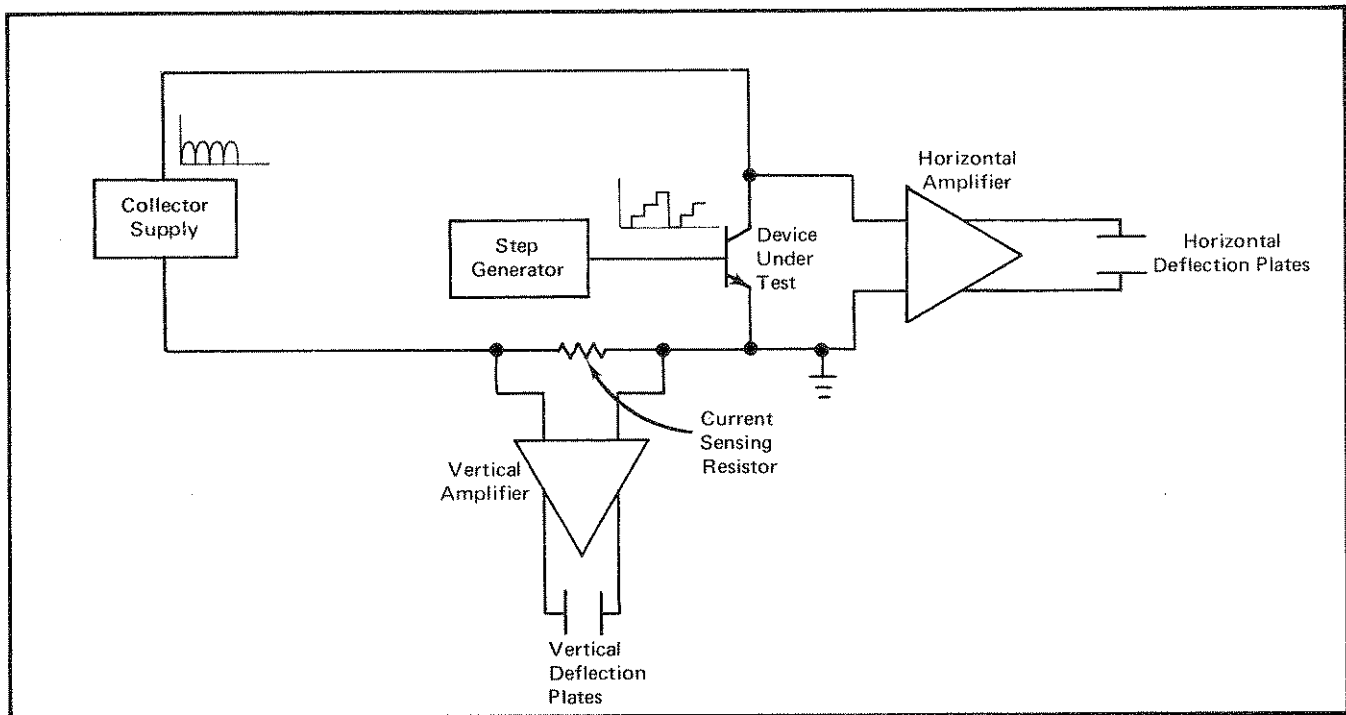 Collector
Supply
Step
Generator
Device
Under
Test
Horizontal
Amplifier
Horizontal
Deflection Plates
Current
Sensing
Resistor
Vertical
Amplifier
Vertical
Deflection
Plates